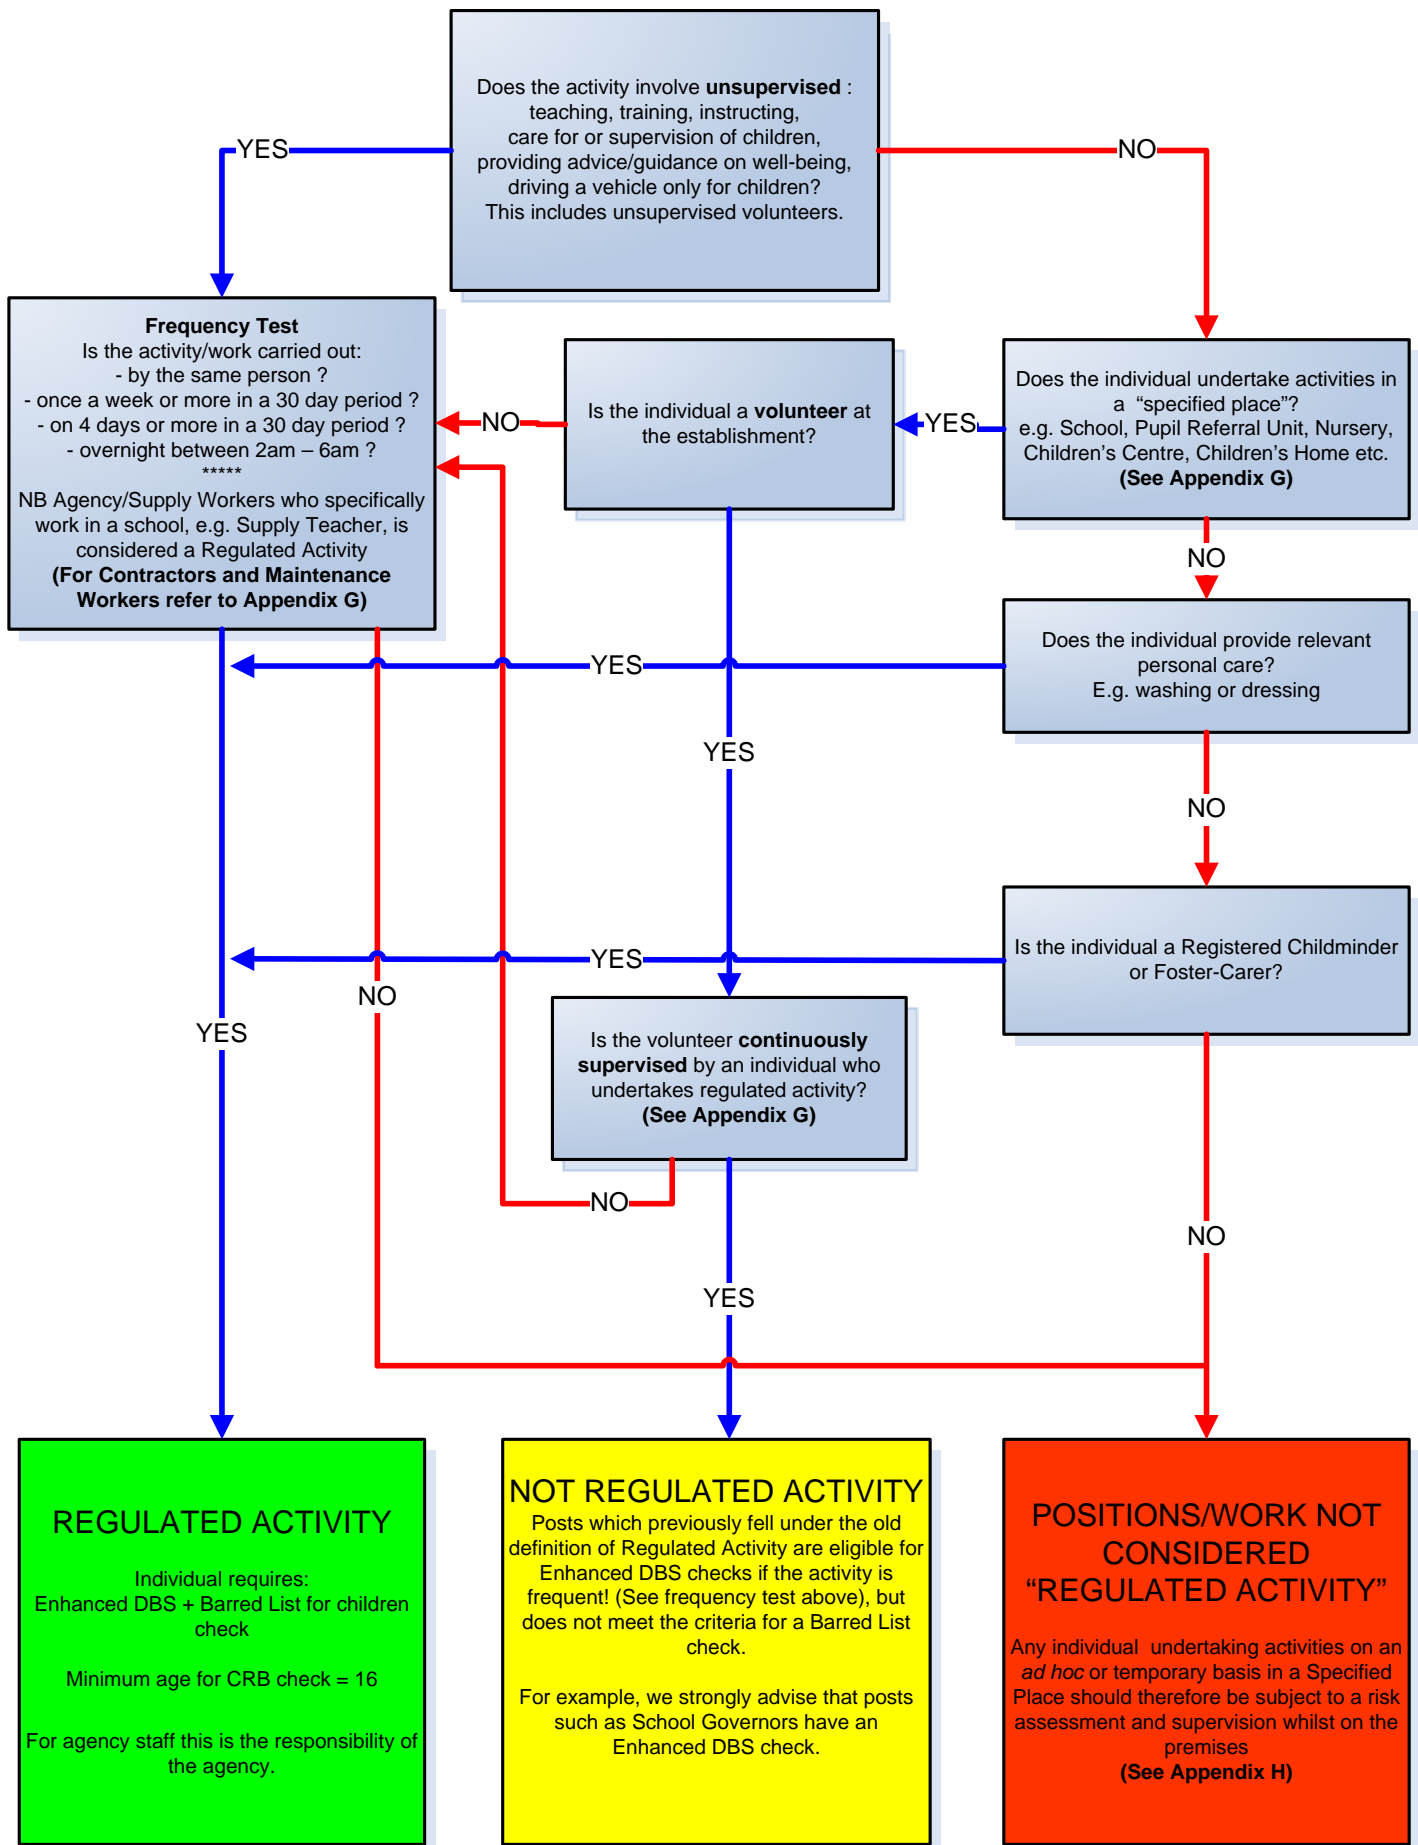 Does the activity involve unsupervised :
teaching, training, instructing,
care for or supervision of children,
providing advice/guidance on well-being,
driving a vehicle only for children?
This includes unsupervised volunteers.
YES
NO
Frequency Test
Is the activity/work carried out:
- by the same person ?
- once a week or more in a 30 day period ?
- on 4 days or more in a 30 day period ?
- overnight between 2am – 6am ?
*****
NB Agency/Supply Workers who specifically
work in a school, e.g. Supply Teacher, is
considered a Regulated Activity
(For Contractors and Maintenance
Workers refer to Appendix G)
NO
Is the individual a volunteer at
the establishment?
YES
Does the individual undertake activities in
a “specified place”?
e.g. School, Pupil Referral Unit, Nursery,
Children’s Centre, Children’s Home etc.
(See Appendix G)
NO
Does the individual provide relevant
personal care?
E.g. washing or dressing
YES
YES
NO
Is the individual a Registered Childminder
or Foster-Carer?
YES
NO
YES
Is the volunteer continuously
supervised by an individual who
undertakes regulated activity?
(See Appendix G)
NO
NO
YES
REGULATED ACTIVITY
Individual requires:
Enhanced DBS + Barred List for children
check
Minimum age for CRB check = 16
For agency staff this is the responsibility of
the agency.
NOT REGULATED ACTIVITY
Posts which previously fell under the old
definition of Regulated Activity are eligible for
Enhanced DBS checks if the activity is
frequent! (See frequency test above), but
does not meet the criteria for a Barred List
check.
For example, we strongly advise that posts
such as School Governors have an
Enhanced DBS check.
POSITIONS/WORK NOT
CONSIDERED
“REGULATED ACTIVITY”
Any individual undertaking activities on an
ad hoc or temporary basis in a Specified
Place should therefore be subject to a risk
assessment and supervision whilst on the
premises
(See Appendix H)